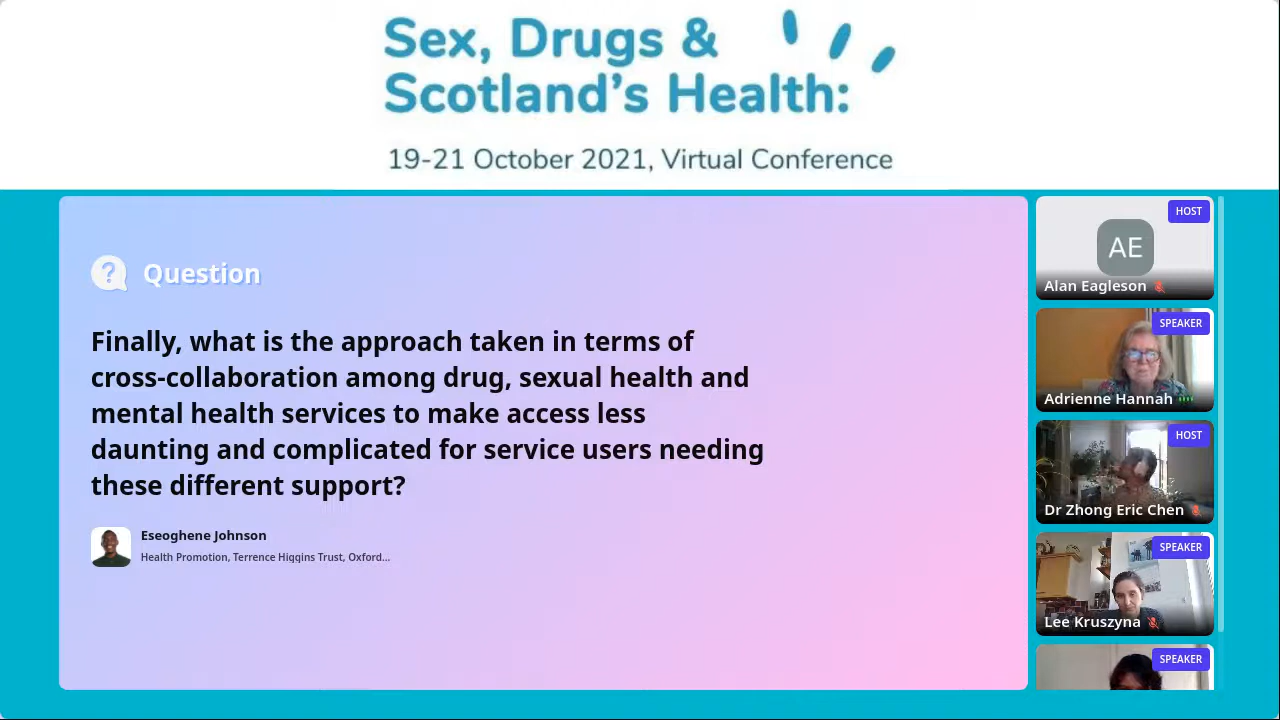 Sex, Drugs &
Scotland's Health:
19-21 October 2021, Virtual Conference
? Question
Finally, what is the approach taken in terms of
cross-collaboration among drug, sexual health and
mental health services to make access less
daunting and complicated for service users needing
these different support?
Eseoghene Johnson
Health Promotion, Terrence Higgins Trust, Oxford...
HOST
AE
Alan Eagleson
SPEAKER
Adrienne Hannah
HOST
Dr Zhong Eric Chen
SPEAKER
Lee Kruszyna
SPEAKER